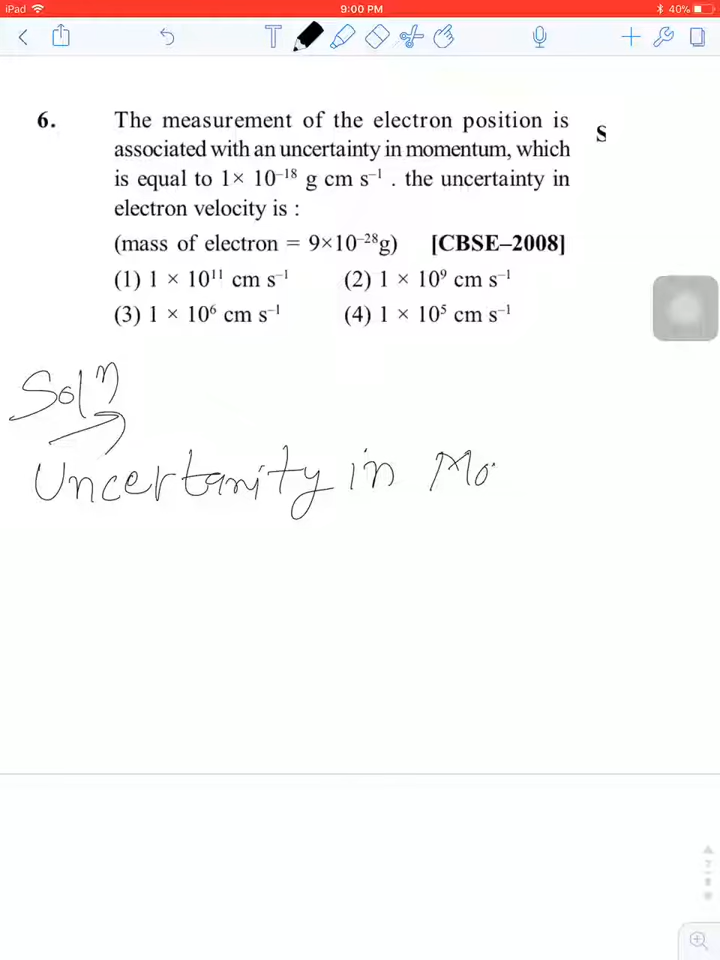 iPad 9:00 PM 40%
6. The measurement of the electron position is
S
associated with an uncertainty in momentum, which
is equal to 1× 10⁻¹⁸ g cm s⁻¹ . the uncertainty in
electron velocity is :
(mass of electron = 9×10⁻²⁸g) [CBSE–2008]
(1) 1 × 10¹¹ cm s⁻¹ (2) 1 × 10⁹ cm s⁻¹
(3) 1 × 10⁶ cm s⁻¹ (4) 1 × 10⁵ cm s⁻¹
Solⁿ
Uncertanity in Mo